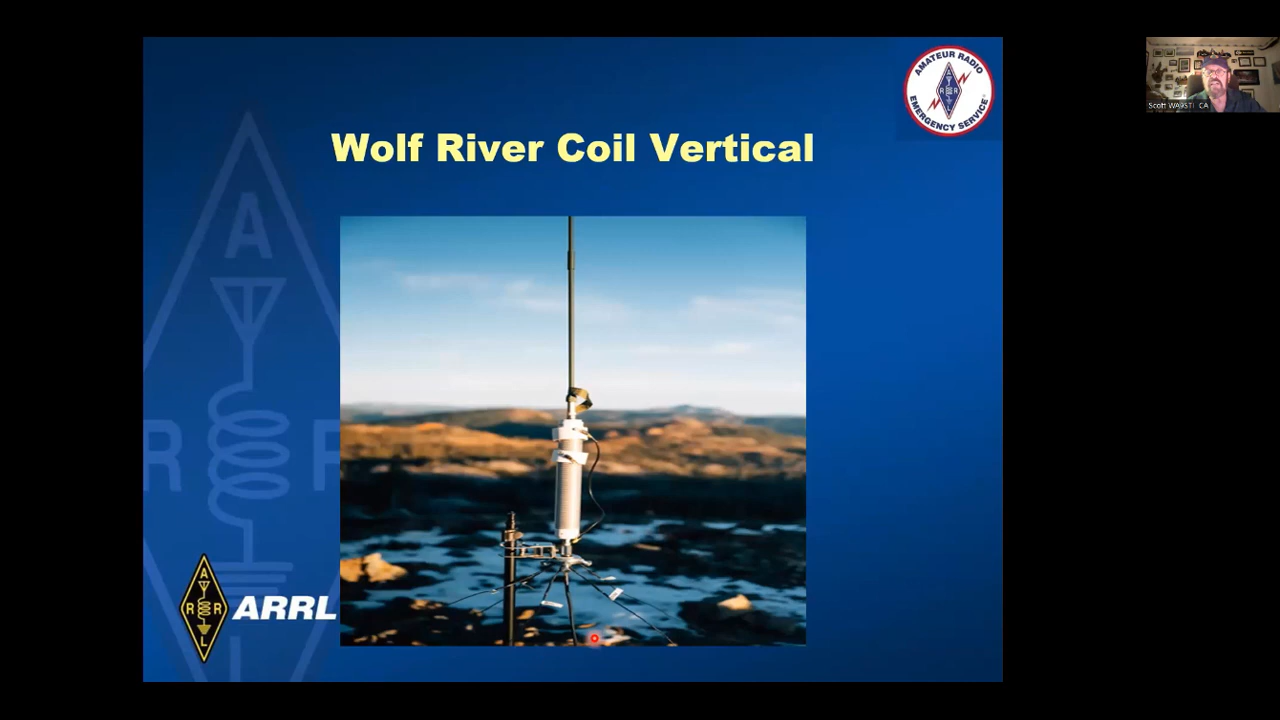 AMATEUR RADIO
A
R R
L
EMERGENCY SERVICE
Wolf River Coil Vertical
A
R R
A
R R
L
ARRL